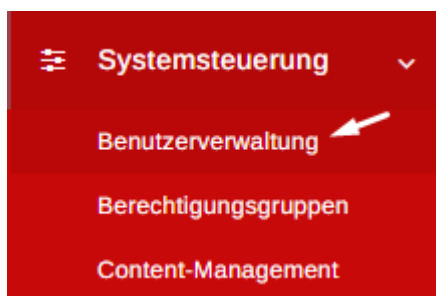 Systemsteuerung
Benutzerverwaltung
Berechtigungsgruppen
Content-Management